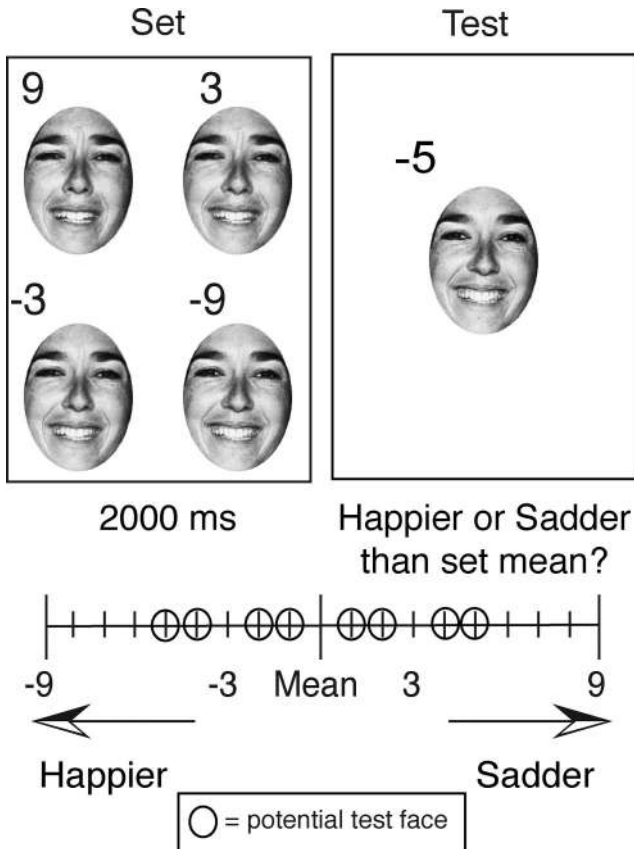 Set
Test
9
3
-3
-9
-5
2000 ms
Happier or Sadder
than set mean?
-9
-3
Mean
3
9
Happier
Sadder
= potential test face